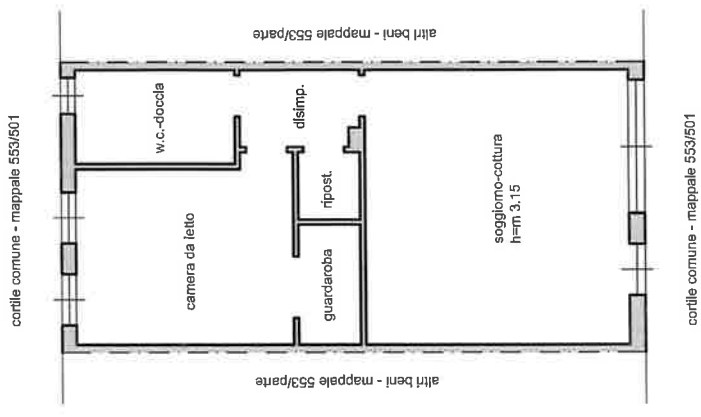 altri beni - mappale 553/parte
cortile comune - mappale 553/501
w.c.-doccia
disimp.
camera da letto
ripost.
guardaroba
soggiorno-cottura
h=m 3.15
cortile comune - mappale 553/501
altri beni - mappale 553/parte